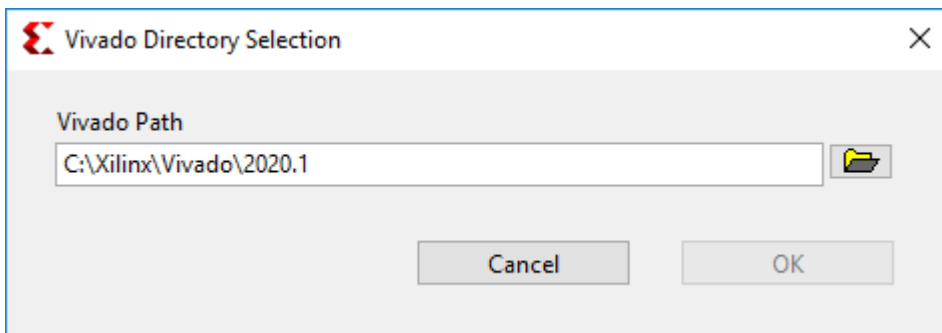 Vivado Directory Selection
Vivado Path
C:\Xilinx\Vivado\2020.1
Cancel
OK